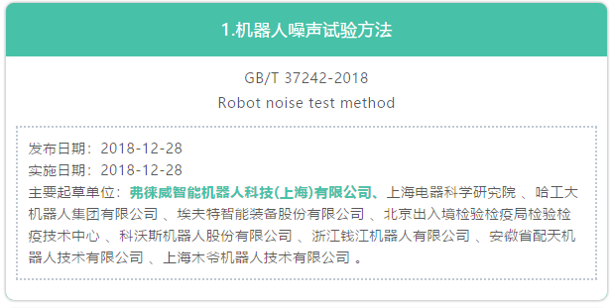 1.机器人噪声试验方法
GB/T 37242-2018
Robot noise test method
发布日期：2018-12-28
实施日期：2018-12-28
主要起草单位：弗徕威智能机器人科技(上海)有限公司、上海电器科学研究院 、哈工大
机器人集团有限公司 、埃夫特智能装备股份有限公司 、北京出入境检验检疫局检验检
疫技术中心 、科沃斯机器人股份有限公司 、浙江钱江机器人有限公司 、安徽省配天机
器人技术有限公司 、上海木爷机器人技术有限公司 。